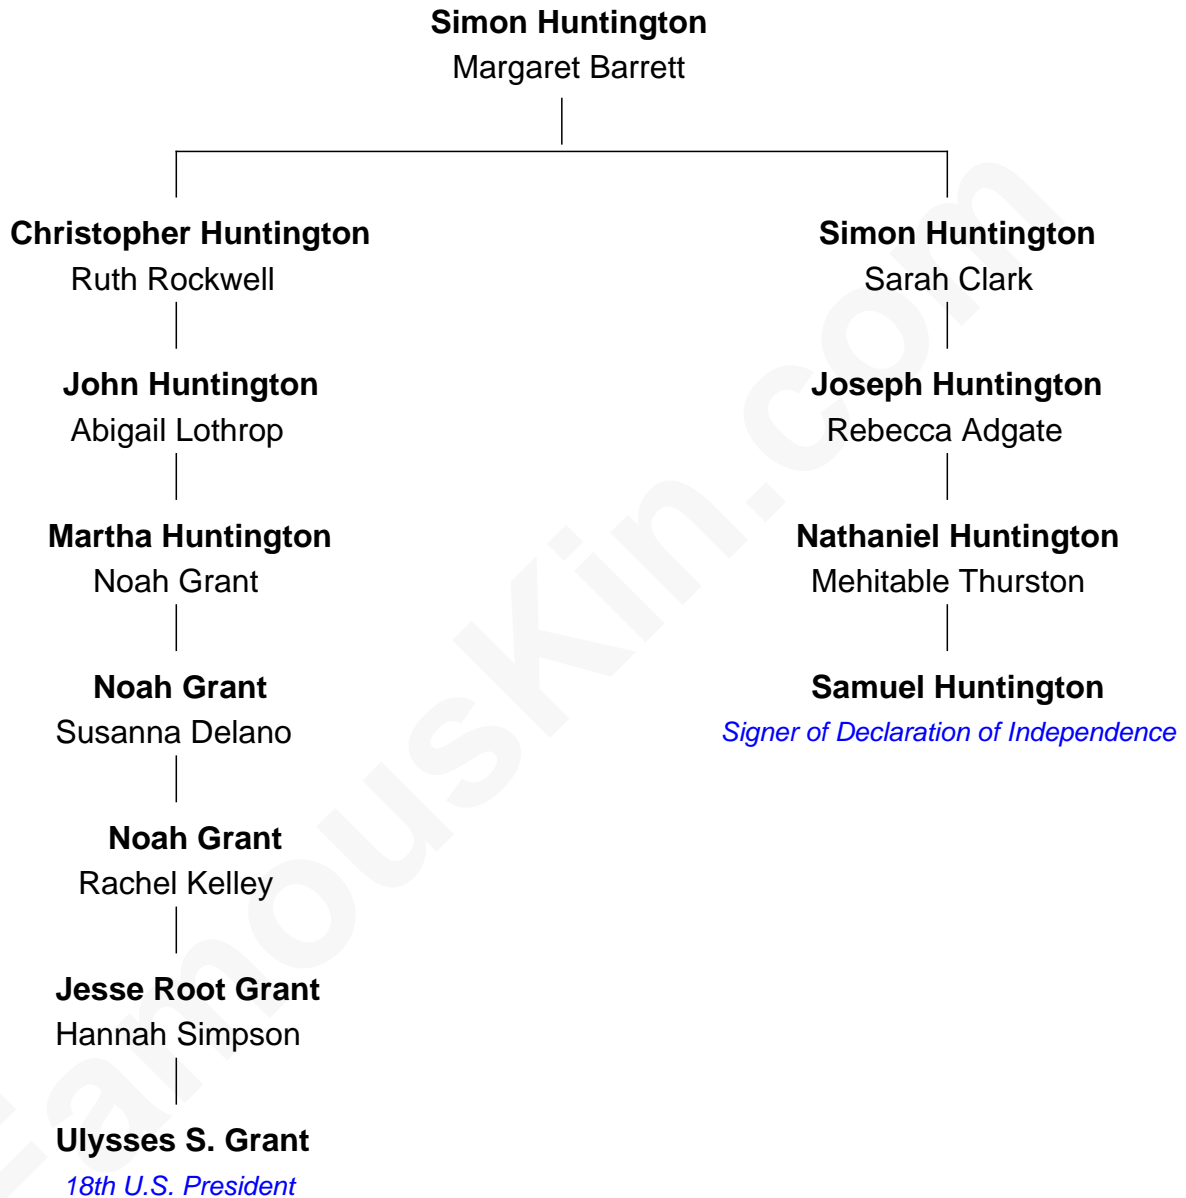 Simon Huntington
Margaret Barrett
Christopher Huntington
Ruth Rockwell
John Huntington
Abigail Lothrop
Martha Huntington
Noah Grant
Noah Grant
Susanna Delano
Noah Grant
Rachel Kelley
Jesse Root Grant
Hannah Simpson
Ulysses S. Grant
18th U.S. President
Simon Huntington
Sarah Clark
Joseph Huntington
Rebecca Adgate
Nathaniel Huntington
Mehitable Thurston
Samuel Huntington
Signer of Declaration of Independence
FamousKin.com